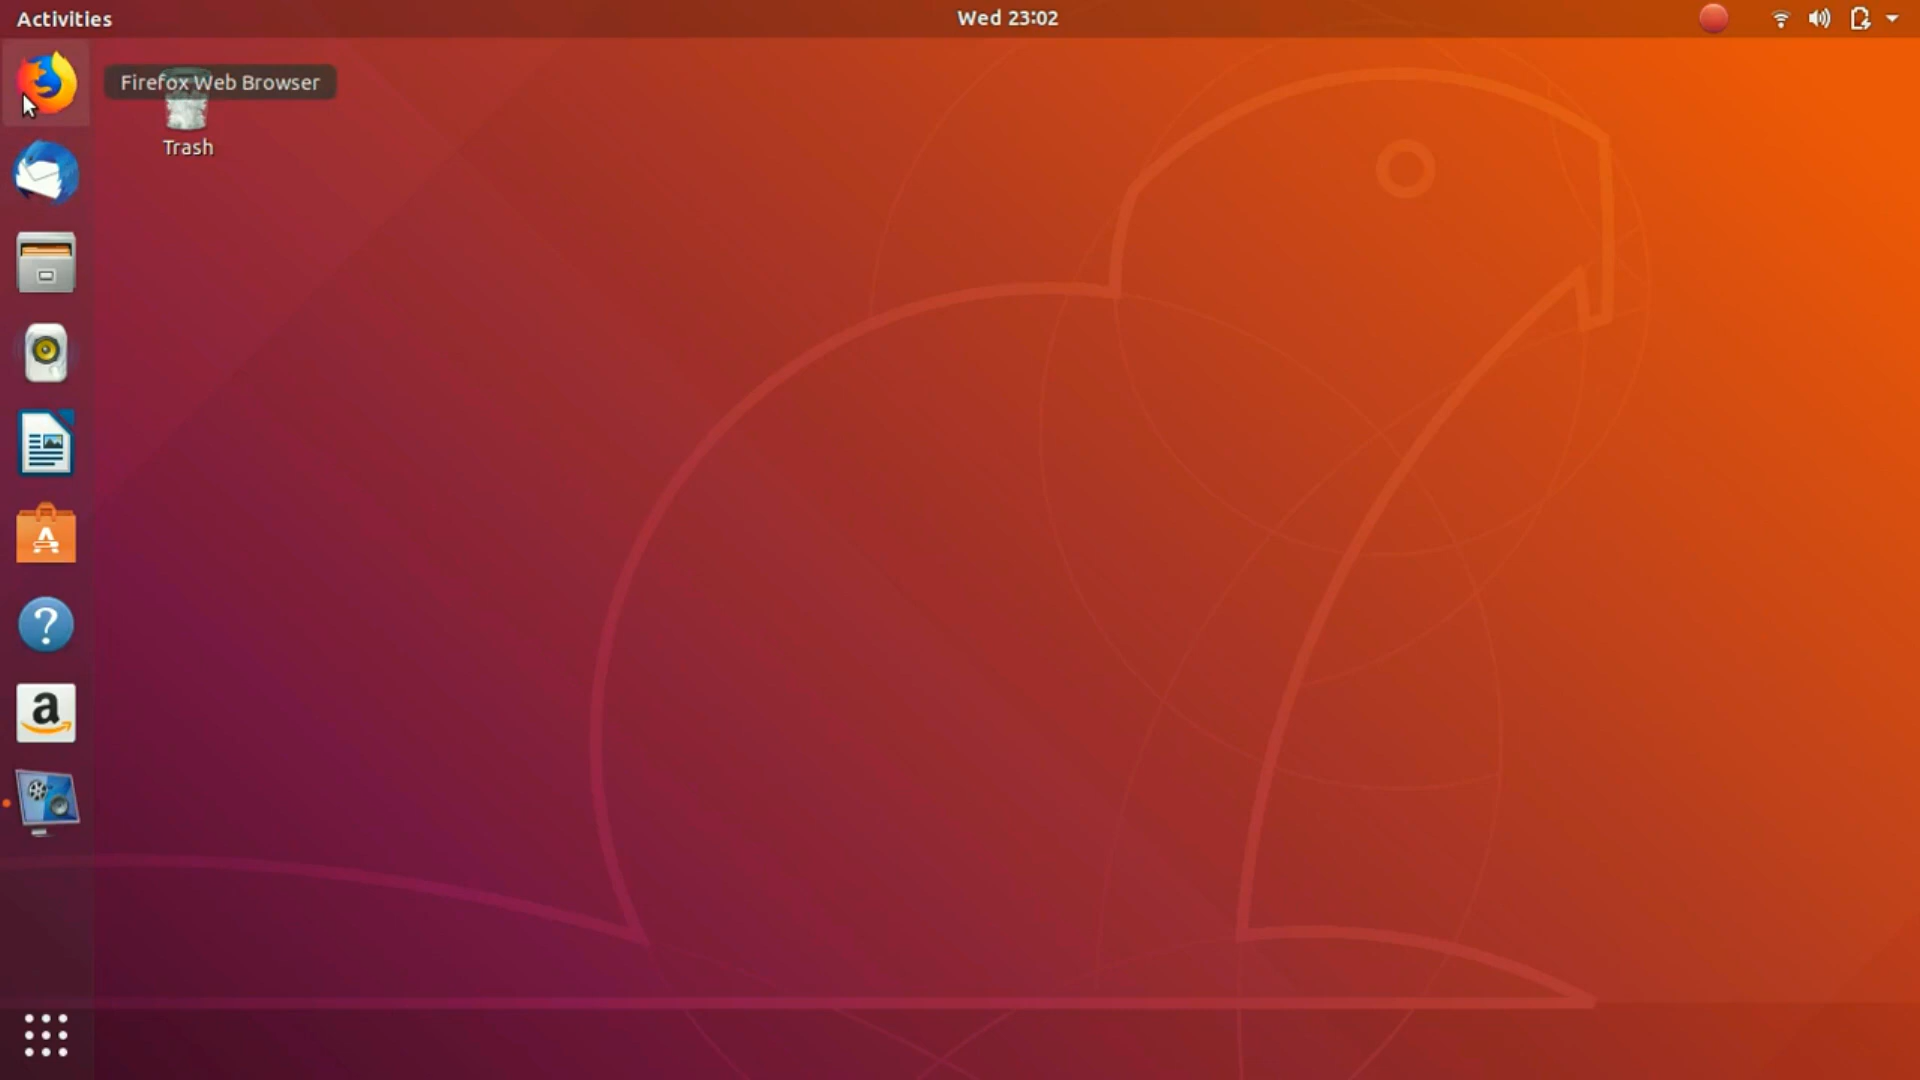 Activities
Wed 23:02
Firefox Web Browser
Trash
a